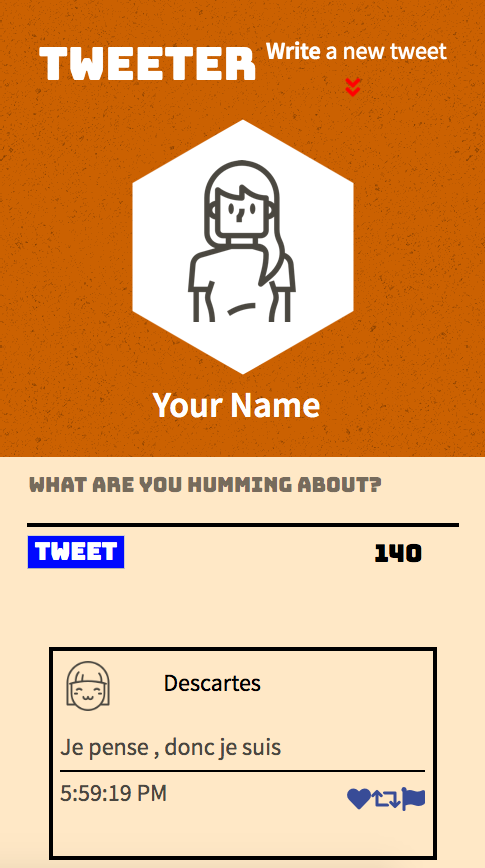 TWEETER
Write a new tweet
Your Name
WHAT ARE YOU HUMMING ABOUT?
TWEET
140
Descartes
Je pense , donc je suis
5:59:19 PM